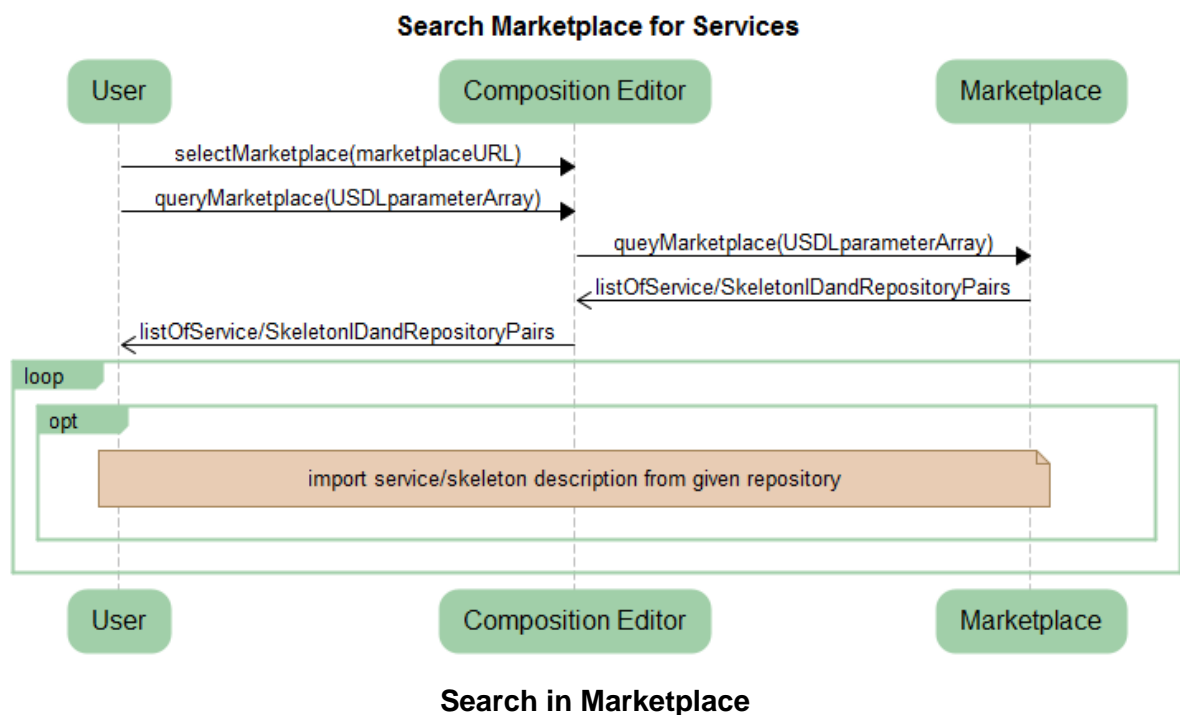 Search Marketplace for Services
User
Composition Editor
Marketplace
selectMarketplace(marketplaceURL)
queryMarketplace(USDLparameterArray)
queyMarketplace(USDLparameterArray)
listOfService/SkeletonIDandRepositoryPairs
listOfService/SkeletonIDandRepositoryPairs
loop
opt
import service/skeleton description from given repository
User
Composition Editor
Marketplace
Search in Marketplace